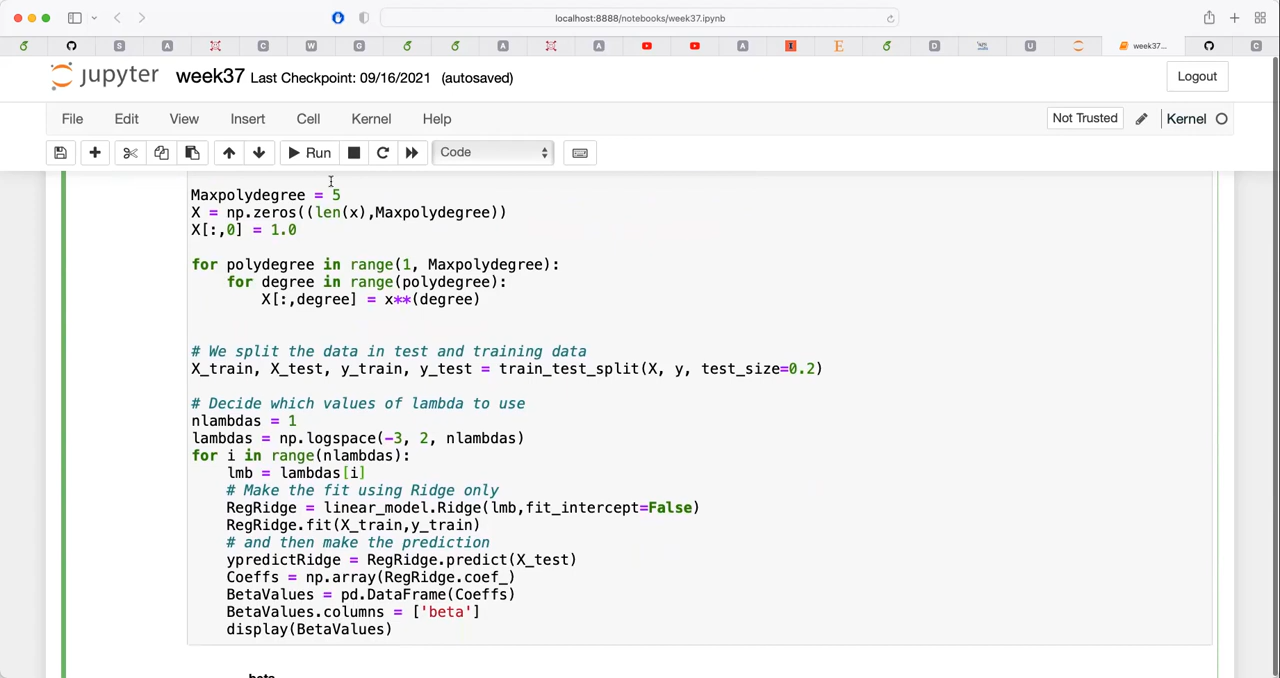 localhost:8888/notebooks/week37.ipynb
week37...
jupyter week37 Last Checkpoint: 09/16/2021 (autosaved)
Logout
File Edit View Insert Cell Kernel Help
Not Trusted
Kernel
Run
Code
Maxpolydegree = 5
X = np.zeros((len(x),Maxpolydegree))
X[:,0] = 1.0
for polydegree in range(1, Maxpolydegree):
    for degree in range(polydegree):
        X[:,degree] = x**(degree)
# We split the data in test and training data
X_train, X_test, y_train, y_test = train_test_split(X, y, test_size=0.2)
# Decide which values of lambda to use
nlambdas = 1
lambdas = np.logspace(-3, 2, nlambdas)
for i in range(nlambdas):
    lmb = lambdas[i]
    # Make the fit using Ridge only
    RegRidge = linear_model.Ridge(lmb,fit_intercept=False)
    RegRidge.fit(X_train,y_train)
    # and then make the prediction
    ypredictRidge = RegRidge.predict(X_test)
    Coeffs = np.array(RegRidge.coef_)
    BetaValues = pd.DataFrame(Coeffs)
    BetaValues.columns = ['beta']
    display(BetaValues)
beta